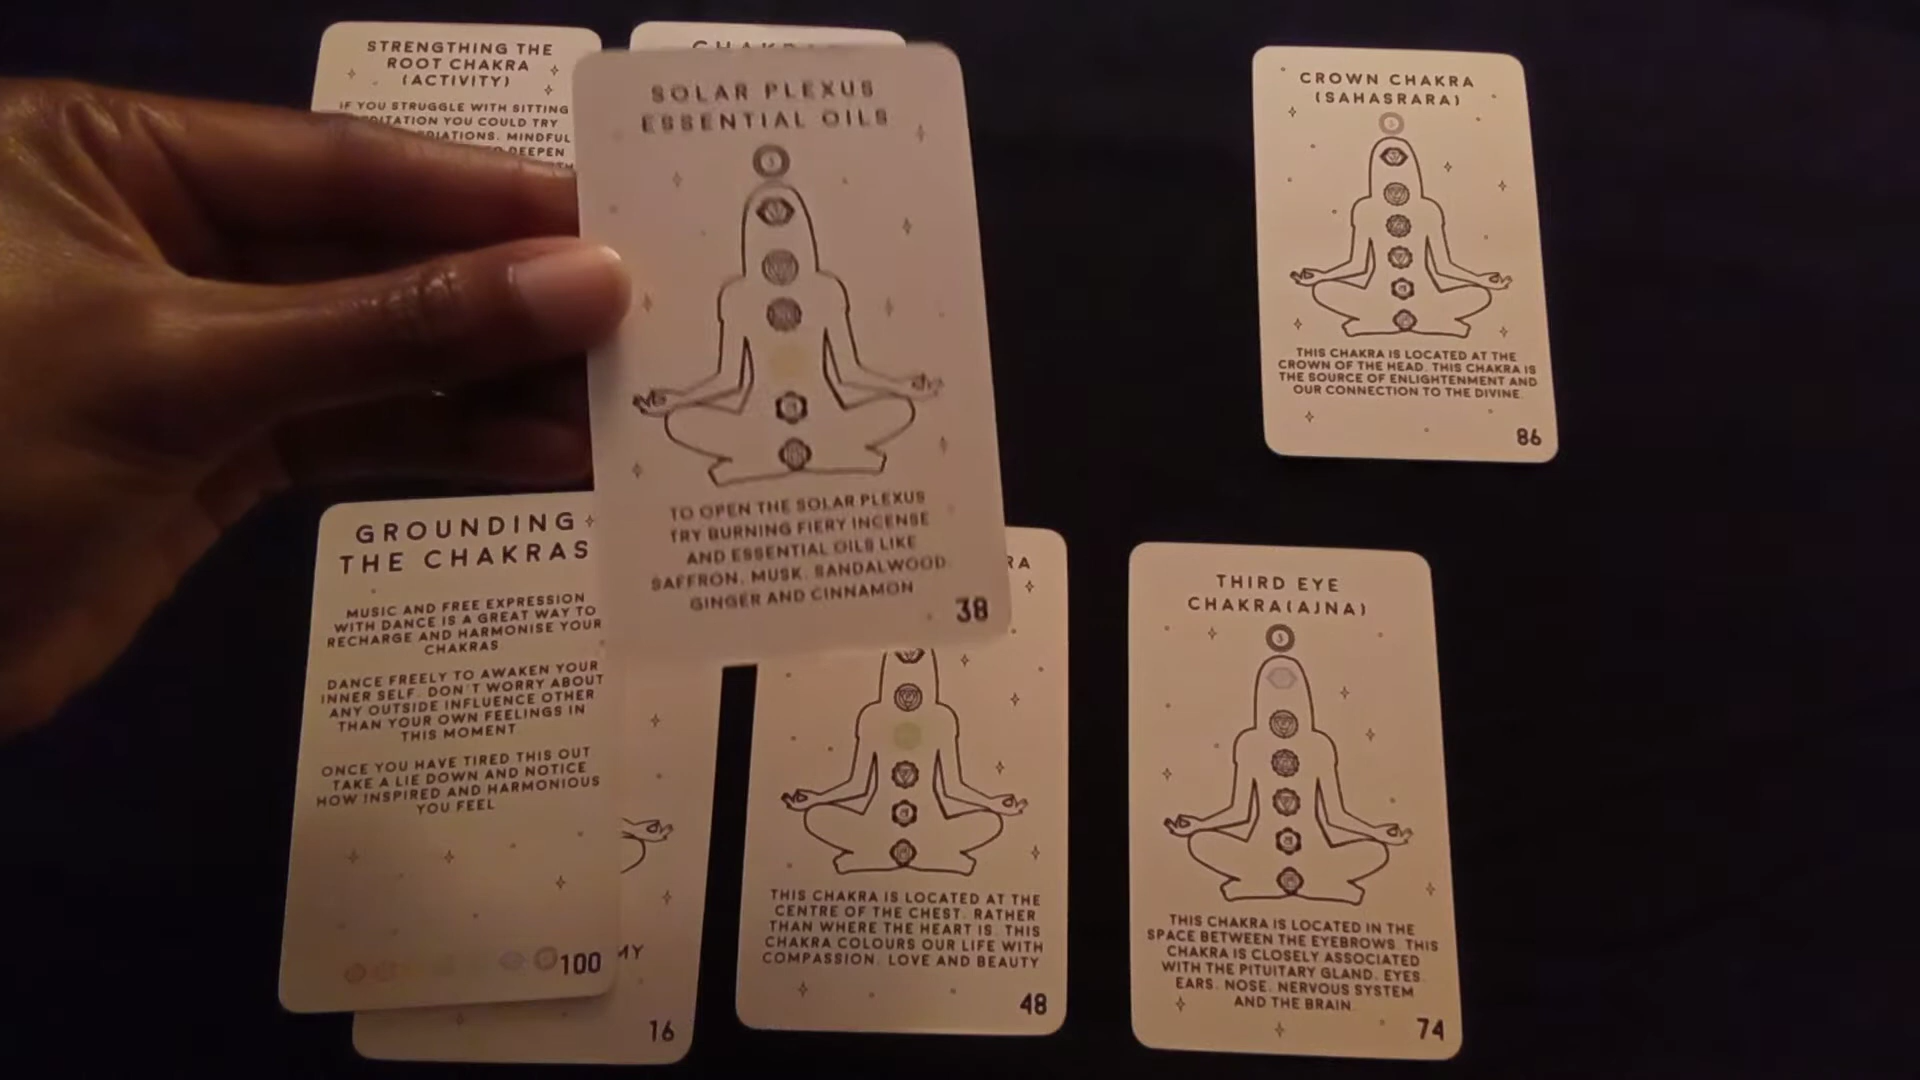 STRENGTHING THE
ROOT CHAKRA
(ACTIVITY)
IF YOU STRUGGLE WITH SITTING
YOU COULD TRY
MINDFUL
DEEPEN
SOLAR PLEXUS
ESSENTIAL OILS
TO OPEN THE SOLAR PLEXUS
TRY BURNING FIERY INCENSE
AND ESSENTIAL OILS LIKE
SAFFRON, MUSK, SANDALWOOD,
GINGER AND CINNAMON
38
CROWN CHAKRA
(SAHASRARA)
THIS CHAKRA IS LOCATED AT THE
CROWN OF THE HEAD. THIS CHAKRA IS
THE SOURCE OF ENLIGHTENMENT AND
OUR CONNECTION TO THE DIVINE.
86
GROUNDING
THE CHAKRAS
MUSIC AND FREE EXPRESSION
WITH DANCE IS A GREAT WAY TO
RECHARGE AND HARMONISE YOUR
CHAKRAS
DANCE FREELY TO AWAKEN YOUR
INNER SELF. DON'T WORRY ABOUT
ANY OUTSIDE INFLUENCE OTHER
THAN YOUR OWN FEELINGS IN
THIS MOMENT
ONCE YOU HAVE TIRED THIS OUT
TAKE A LIE DOWN AND NOTICE
HOW INSPIRED AND HARMONIOUS
YOU FEEL
100
16
THIS CHAKRA IS LOCATED AT THE
CENTRE OF THE CHEST. RATHER
THAN WHERE THE HEART IS. THIS
CHAKRA COLOURS OUR LIFE WITH
COMPASSION, LOVE AND BEAUTY
48
THIRD EYE
CHAKRA(AJNA)
THIS CHAKRA IS LOCATED IN THE
SPACE BETWEEN THE EYEBROWS. THIS
CHAKRA IS CLOSELY ASSOCIATED
WITH THE PITUITARY GLAND, EYES,
EARS, NOSE, NERVOUS SYSTEM
AND THE BRAIN
74